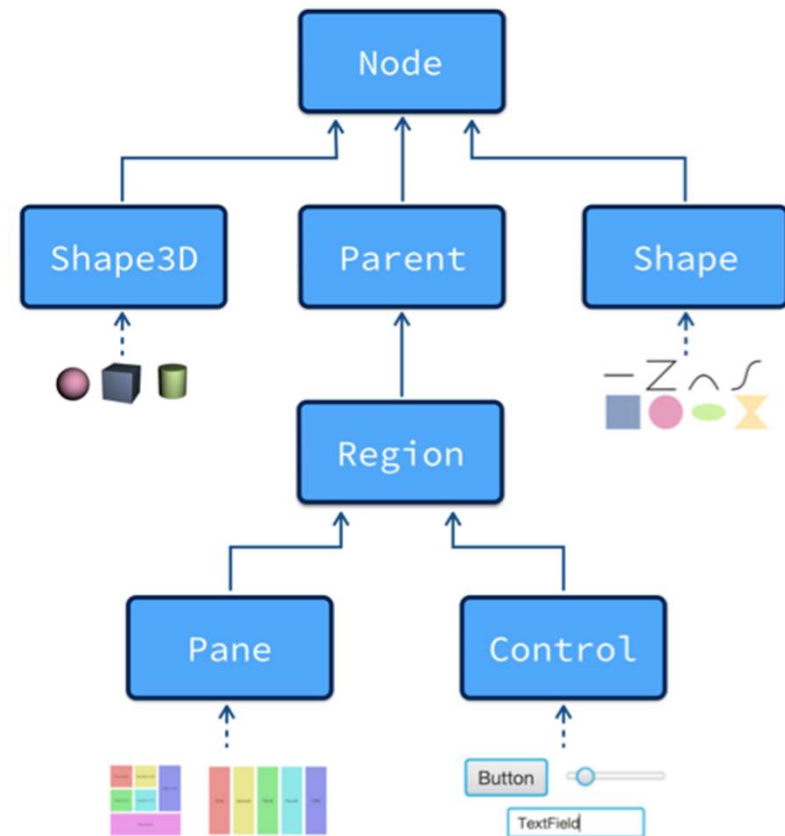 Node
Shape3D
Parent
Shape
Region
Pane
Control
Button
TextField